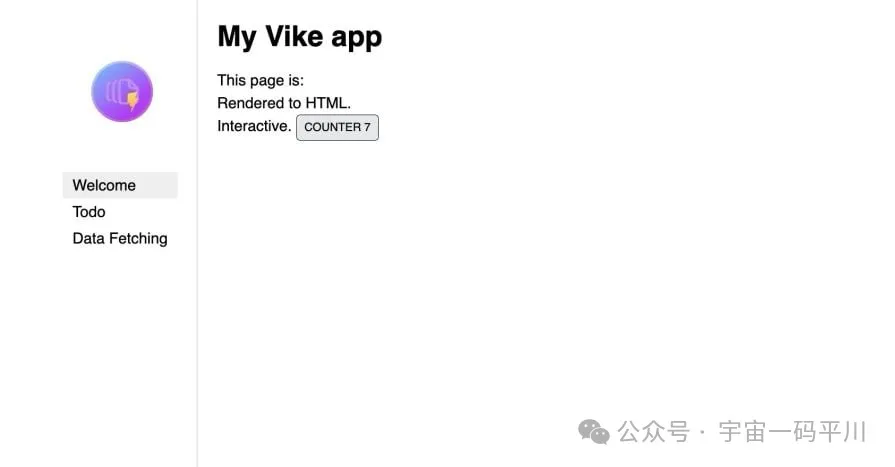 My Vike app
This page is:
Rendered to HTML.
Interactive. COUNTER 7
Welcome
Todo
Data Fetching
公众号 · 宇宙一码平川